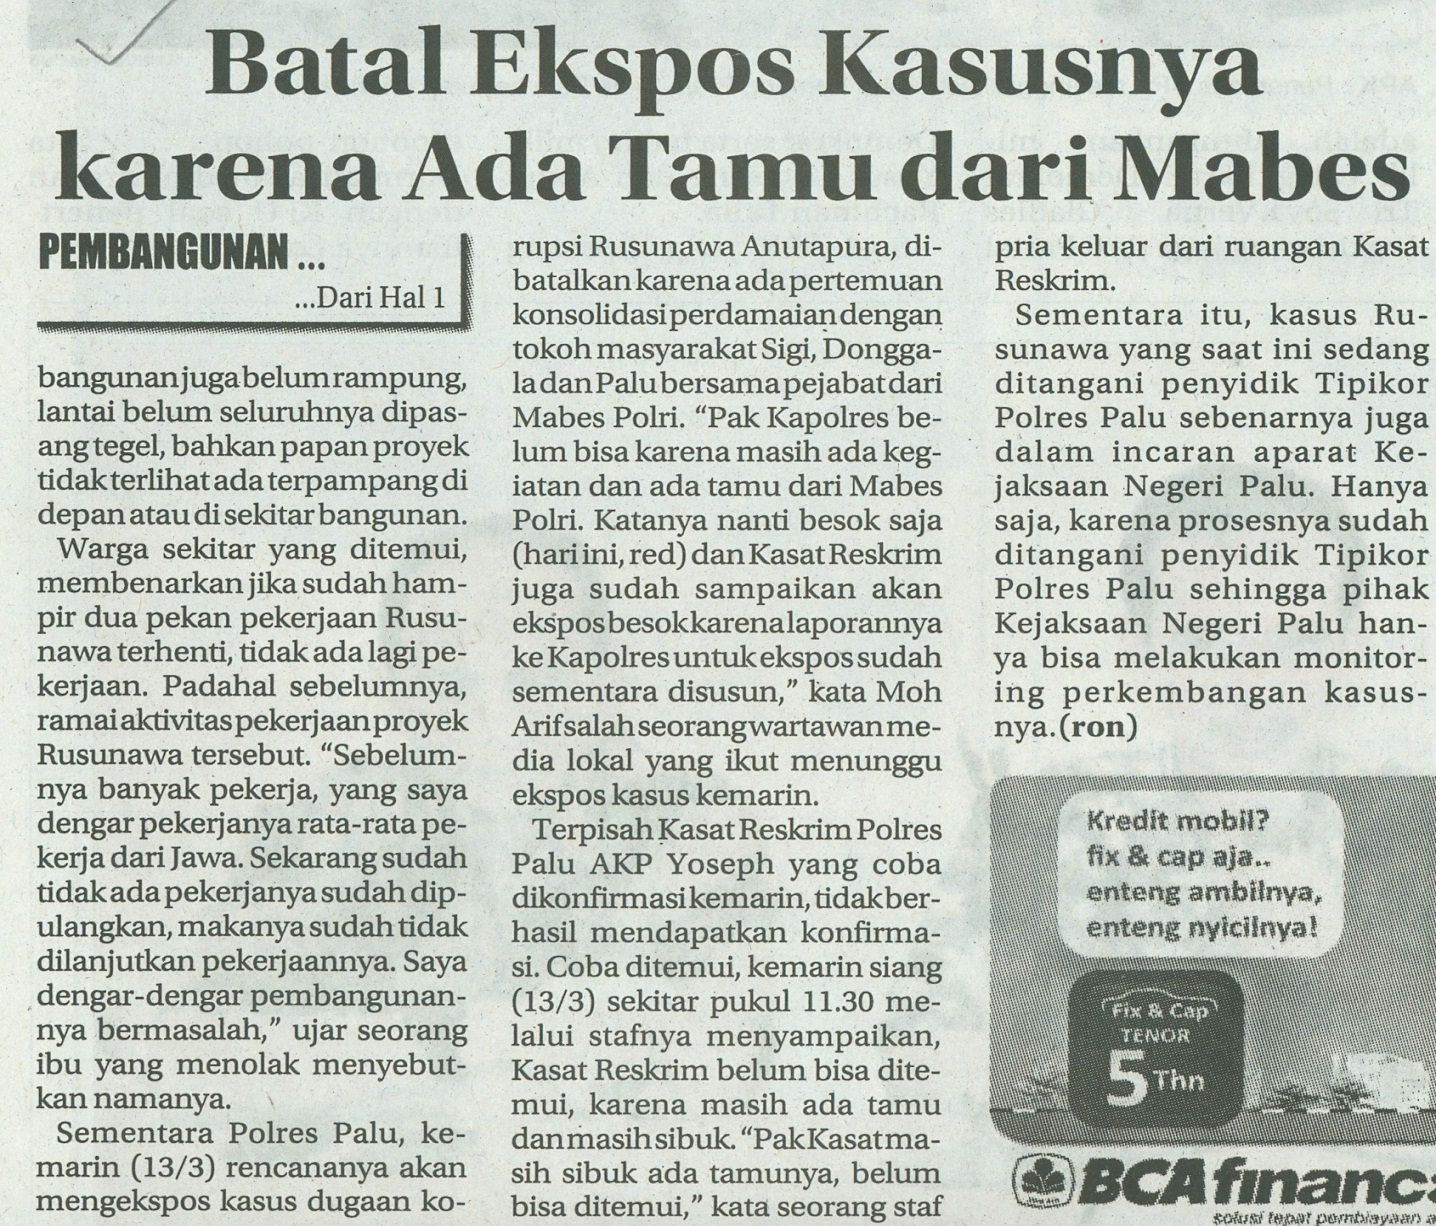 Batal Ekspos Kasusnya
karena Ada Tamu dari Mabes
PEMBANGUNAN ...
...Dari Hal 1
bangunan juga belum rampung,
lantai belum seluruhnya dipas-
ang tegel, bahkan papan proyek
tidak terlihat ada terpampang di
depan atau di sekitar bangunan.
Warga sekitar yang ditemui,
membenarkan jika sudah ham-
pir dua pekan pekerjaan Rusu-
nawa terhenti, tidak ada lagi pe-
kerjaan. Padahal sebelumnya,
ramai aktivitas pekerjaan proyek
Rusunawa tersebut. “Sebelum-
nya banyak pekerja, yang saya
dengar pekerjanya rata-rata pe-
kerja dari Jawa. Sekarang sudah
tidak ada pekerjanya sudah dip-
ulangkan, makanya sudah tidak
dilanjutkan pekerjaannya. Saya
dengar-dengar pembangunan-
nya bermasalah,” ujar seorang
ibu yang menolak menyebut-
kan namanya.
Sementara Polres Palu, ke-
marin (13/3) rencananya akan
mengekspos kasus dugaan ko-
rupsi Rusunawa Anutapura, di-
batalkan karena ada pertemuan
konsolidasi perdamaian dengan
tokoh masyarakat Sigi, Dongga-
la dan Palu bersama pejabat dari
Mabes Polri. “Pak Kapolres be-
lum bisa karena masih ada keg-
iatan dan ada tamu dari Mabes
Polri. Katanya nanti besok saja
(hari ini, red) dan Kasat Reskrim
juga sudah sampaikan akan
ekspos besok karena laporannya
ke Kapolres untuk ekspos sudah
sementara disusun,” kata Moh
Arif salah seorang wartawan me-
dia lokal yang ikut menunggu
ekspos kasus kemarin.
Terpisah Kasat Reskrim Polres
Palu AKP Yoseph yang coba
dikonfirmasi kemarin, tidak ber-
hasil mendapatkan konfirma-
si. Coba ditemui, kemarin siang
(13/3) sekitar pukul 11.30 me-
lalui stafnya menyampaikan,
Kasat Reskrim belum bisa dite-
mui, karena masih ada tamu
dan masih sibuk. “Pak Kasat ma-
sih sibuk ada tamunya, belum
bisa ditemui,” kata seorang staf
pria keluar dari ruangan Kasat
Reskrim.
Sementara itu, kasus Ru-
sunawa yang saat ini sedang
ditangani penyidik Tipikor
Polres Palu sebenarnya juga
dalam incaran aparat Ke-
jaksaan Negeri Palu. Hanya
saja, karena prosesnya sudah
ditangani penyidik Tipikor
Polres Palu sehingga pihak
Kejaksaan Negeri Palu han-
ya bisa melakukan monitor-
ing perkembangan kasus-
nya.(ron)
Kredit mobil?
fix & cap aja..
enteng ambilnya,
enteng nyicilnya!
Fix & Cap
TENOR
5 Thn
BCA finance
solusi tepat pembiayaan